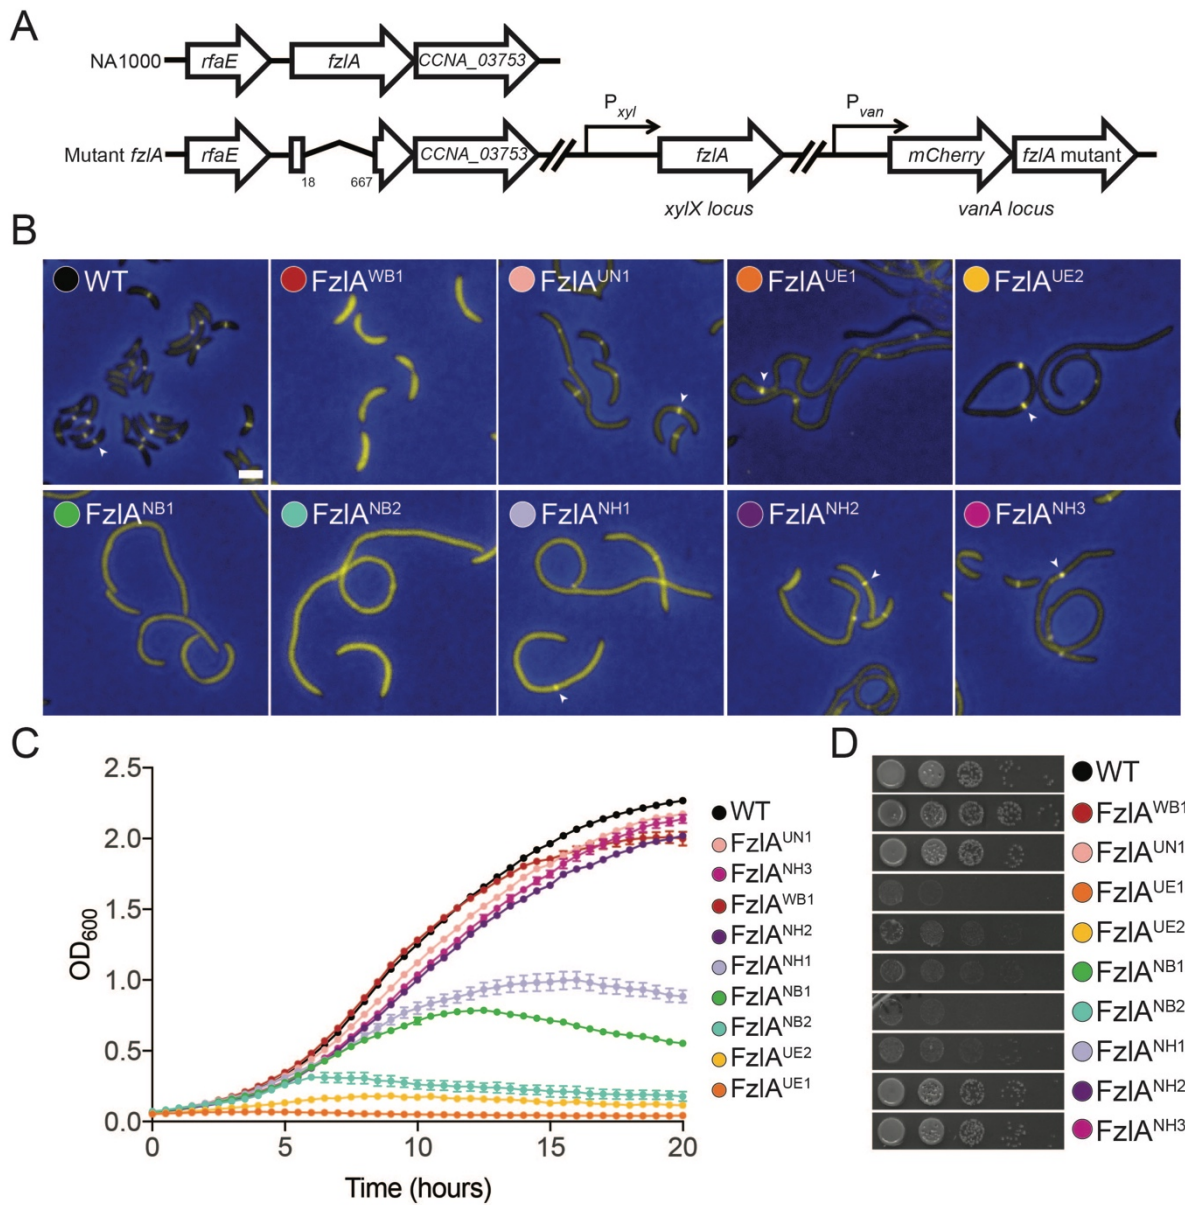 A
NA1000
rfaE
fzlA
CCNA_03753
Mutant fzlA
rfaE
18
667
CCNA_03753
Pxyl
fzlA
Pvan
mCherry
fzlA mutant
xylX locus
vanA locus
B
WT
FzlAWB1
FzlAUN1
FzlAUE1
FzlAUE2
FzlANB1
FzlANB2
FzlANH1
FzlANH2
FzlANH3
C
2.5
2.0
1.5
1.0
0.5
0.0
OD600
0
5
10
15
20
Time (hours)
WT
FzlAUN1
FzlANH3
FzlAWB1
FzlANH2
FzlANH1
FzlANB1
FzlANB2
FzlAUE2
FzlAUE1
D
WT
FzlAWB1
FzlAUN1
FzlAUE1
FzlAUE2
FzlANB1
FzlANB2
FzlANH1
FzlANH2
FzlANH3